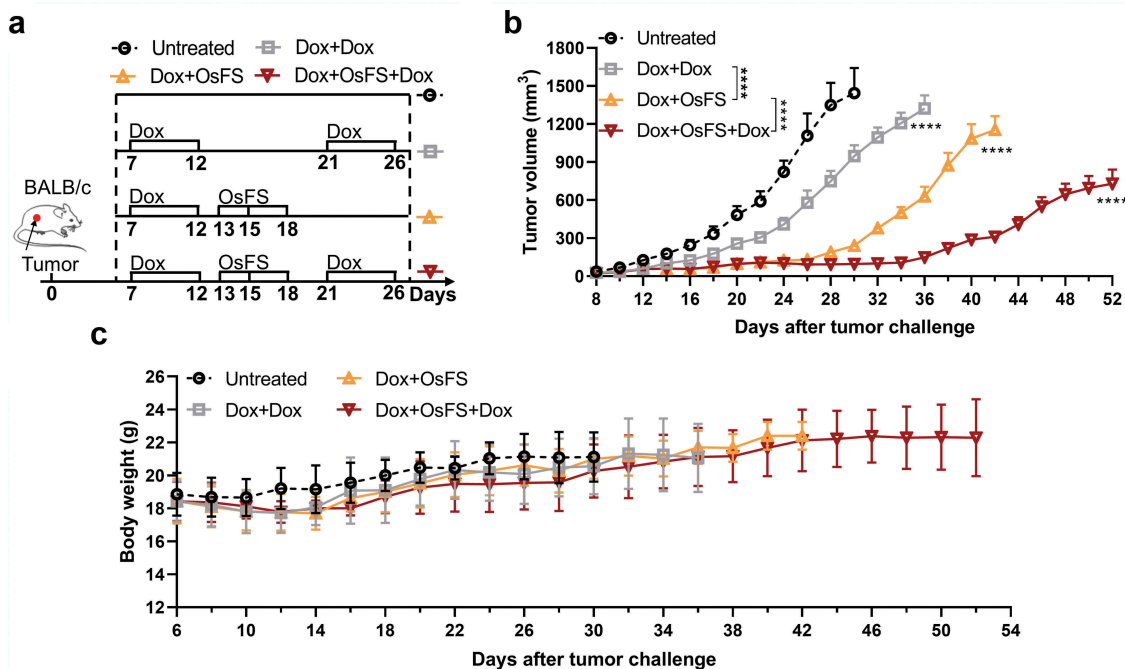 a
Untreated
Dox+Dox
Dox+OsFS
Dox+OsFS+Dox
Dox
Dox
7 12 21 26
BALB/c
Dox
OsFS
7 12 13 15 18
Tumor
Dox
OsFS
Dox
0 7 12 13 15 18 21 26 Days
b
Untreated
Dox+Dox
Dox+OsFS
Dox+OsFS+Dox
****
****
1800
1500
1200
900
600
300
0
Tumor volume (mm³)
****
****
****
8 12 16 20 24 28 32 36 40 44 48 52
Days after tumor challenge
c
Untreated
Dox+OsFS
Dox+Dox
Dox+OsFS+Dox
26
24
22
20
18
16
14
12
Body weight (g)
6 10 14 18 22 26 30 34 38 42 46 50 54
Days after tumor challenge